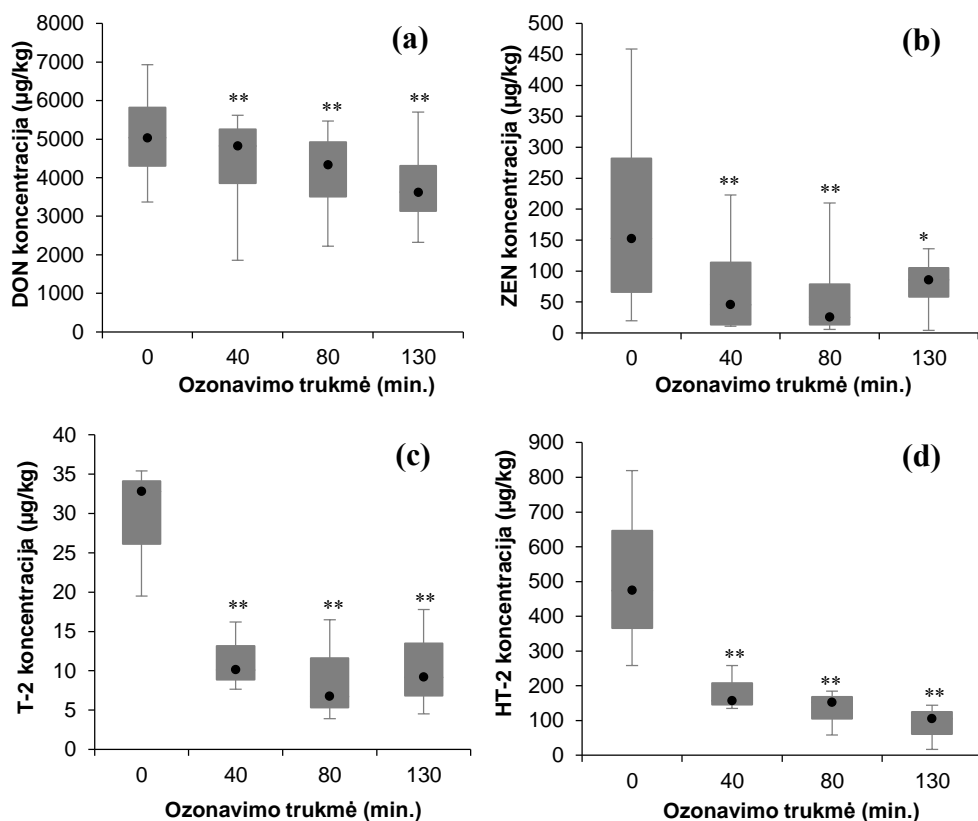 (a)
DON koncentracija (µg/kg)
8000
7000
6000
5000
4000
3000
2000
1000
0
** ** **
0 40 80 130
Ozonavimo trukmė (min.)
(b)
ZEN koncentracija (µg/kg)
500
450
400
350
300
250
200
150
100
50
0
** ** *
0 40 80 130
Ozonavimo trukmė (min.)
(c)
T-2 koncentracija (µg/kg)
40
35
30
25
20
15
10
5
0
** ** **
0 40 80 130
Ozonavimo trukmė (min.)
(d)
HT-2 koncentracija (µg/kg)
900
800
700
600
500
400
300
200
100
0
** ** **
0 40 80 130
Ozonavimo trukmė (min.)